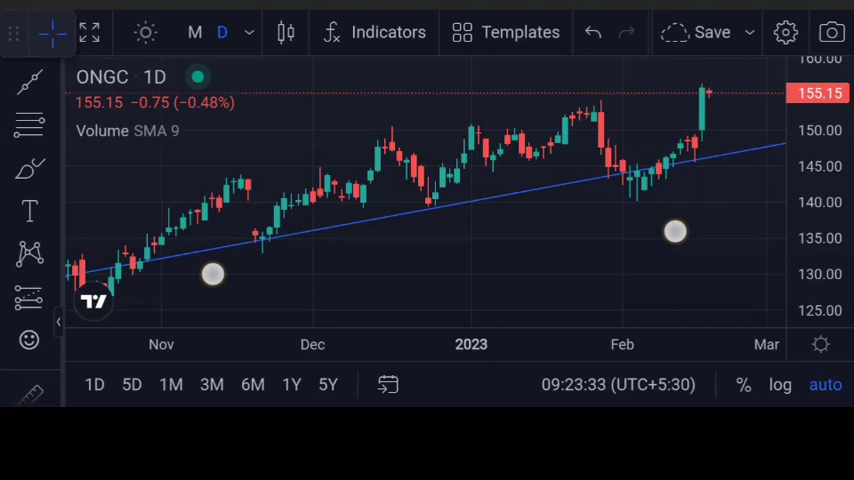 M D Indicators Templates Save
ONGC · 1D
155.15 −0.75 (−0.48%)
Volume SMA 9
160.00
155.15
150.00
145.00
140.00
135.00
130.00
125.00
Nov Dec 2023 Feb Mar
1D 5D 1M 3M 6M 1Y 5Y 09:23:33 (UTC+5:30) % log auto